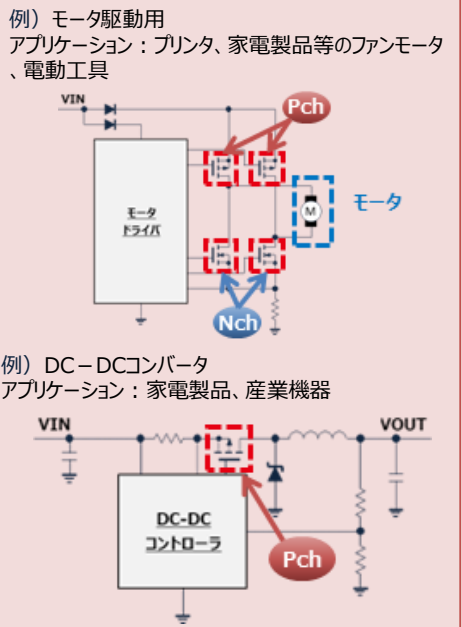 例）モータ駆動用
アプリケーション：プリンタ、家電製品等のファンモータ
、電動工具
VIN
Pch
モータ
ドライバ
M
モータ
Nch
例）DC－DCコンバータ
アプリケーション：家電製品、産業機器
VIN
VOUT
DC-DC
コントローラ
Pch